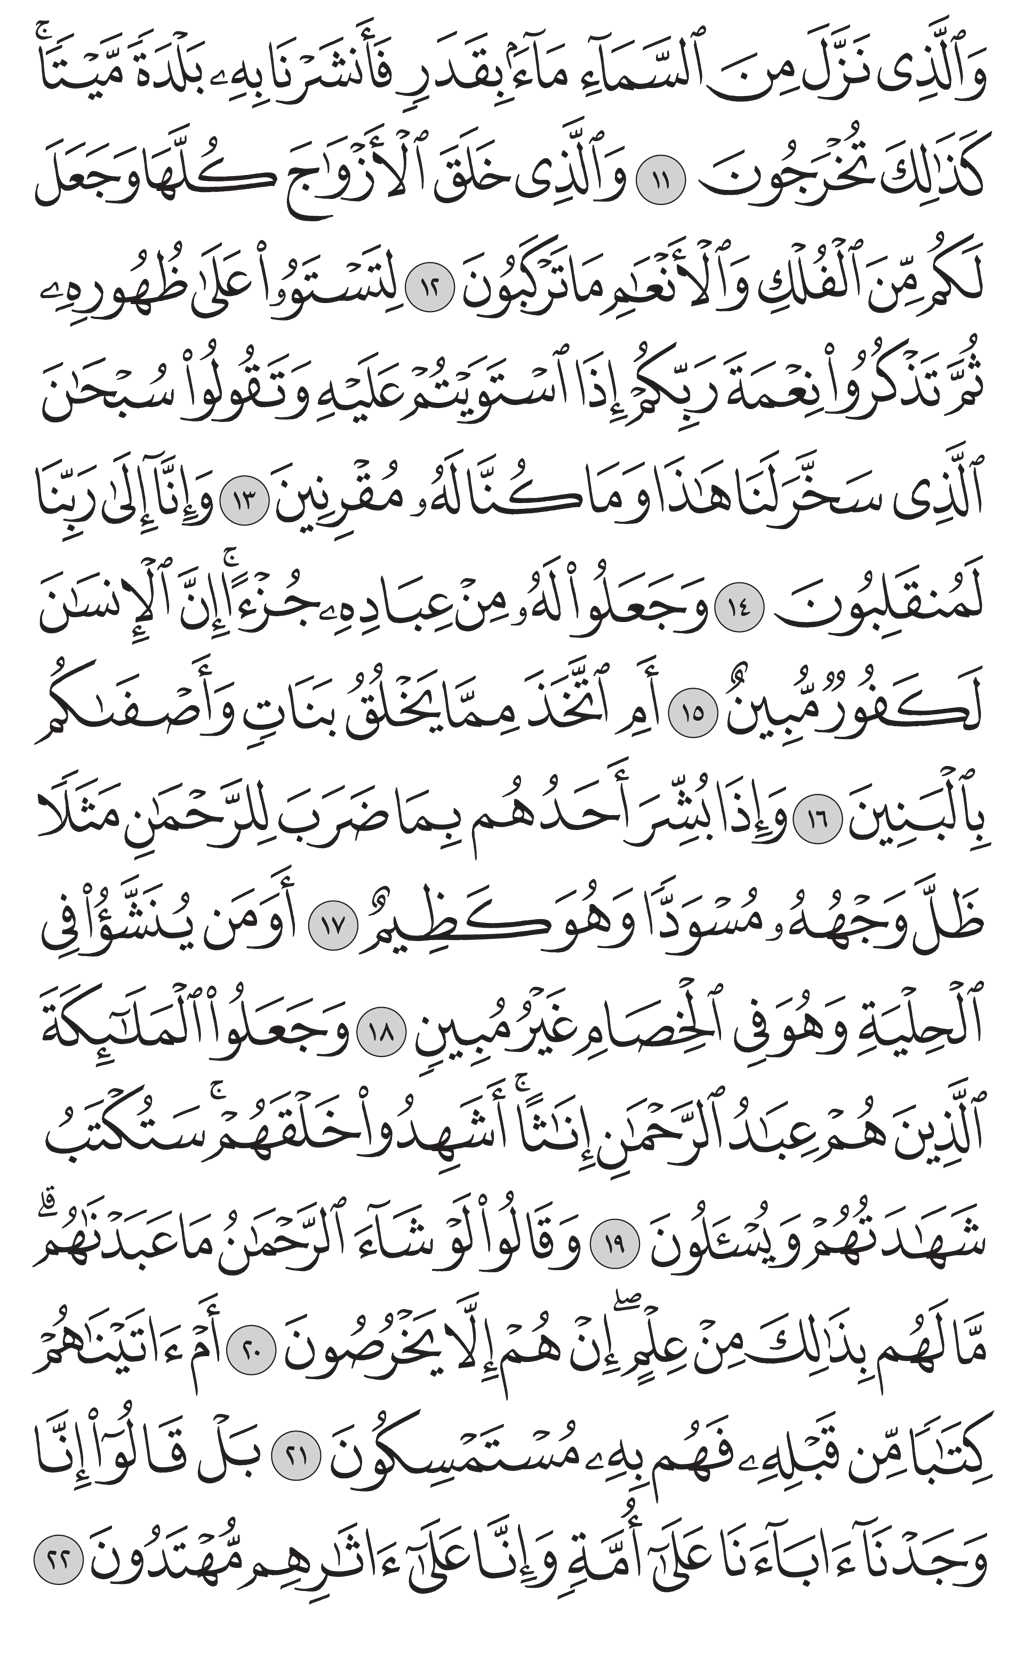 وَٱلَّذِى نَزَّلَ مِنَ ٱلسَّمَآءِ مَآءَۢ بِقَدَرٍ فَأَنشَرْنَا بِهِۦ بَلْدَةً مَّيْتًاۚ
كَذَٰلِكَ تُخْرَجُونَ ١١ وَٱلَّذِى خَلَقَ ٱلْأَزْوَٰجَ كُلَّهَا وَجَعَلَ
لَكُم مِّنَ ٱلْفُلْكِ وَٱلْأَنْعَٰمِ مَا تَرْكَبُونَ ١٢ لِتَسْتَوُۥا۟ عَلَىٰ ظُهُورِهِۦ
ثُمَّ تَذْكُرُوا۟ نِعْمَةَ رَبِّكُمْ إِذَا ٱسْتَوَيْتُمْ عَلَيْهِ وَتَقُولُوا۟ سُبْحَٰنَ
ٱلَّذِى سَخَّرَ لَنَا هَٰذَا وَمَا كُنَّا لَهُۥ مُقْرِنِينَ ١٣ وَإِنَّآ إِلَىٰ رَبِّنَا
لَمُنقَلِبُونَ ١٤ وَجَعَلُوا۟ لَهُۥ مِنْ عِبَادِهِۦ جُزْءًاۚ إِنَّ ٱلْإِنسَٰنَ
لَكَفُورٌ مُّبِينٌ ١٥ أَمِ ٱتَّخَذَ مِمَّا يَخْلُقُ بَنَاتٍ وَأَصْفَىٰكُم
بِٱلْبَنِينَ ١٦ وَإِذَا بُشِّرَ أَحَدُهُم بِمَا ضَرَبَ لِلرَّحْمَٰنِ مَثَلًا
ظَلَّ وَجْهُهُۥ مُسْوَدًّا وَهُوَ كَظِيمٌ ١٧ أَوَمَن يُنَشَّؤُا۟ فِى
ٱلْحِلْيَةِ وَهُوَ فِى ٱلْخِصَامِ غَيْرُ مُبِينٍ ١٨ وَجَعَلُوا۟ ٱلْمَلَٰٓئِكَةَ
ٱلَّذِينَ هُمْ عِبَٰدُ ٱلرَّحْمَٰنِ إِنَٰثًاۚ أَشَهِدُوا۟ خَلْقَهُمْۚ سَتُكْتَبُ
شَهَٰدَتُهُمْ وَيُسْـَٔلُونَ ١٩ وَقَالُوا۟ لَوْ شَآءَ ٱلرَّحْمَٰنُ مَا عَبَدْنَٰهُمۗ
مَّا لَهُم بِذَٰلِكَ مِنْ عِلْمٍۖ إِنْ هُمْ إِلَّا يَخْرُصُونَ ٢٠ أَمْ ءَاتَيْنَٰهُمْ
كِتَٰبًا مِّن قَبْلِهِۦ فَهُم بِهِۦ مُسْتَمْسِكُونَ ٢١ بَلْ قَالُوٓا۟ إِنَّا
وَجَدْنَآ ءَابَآءَنَا عَلَىٰٓ أُمَّةٍ وَإِنَّا عَلَىٰٓ ءَاثَٰرِهِم مُّهْتَدُونَ ٢٢